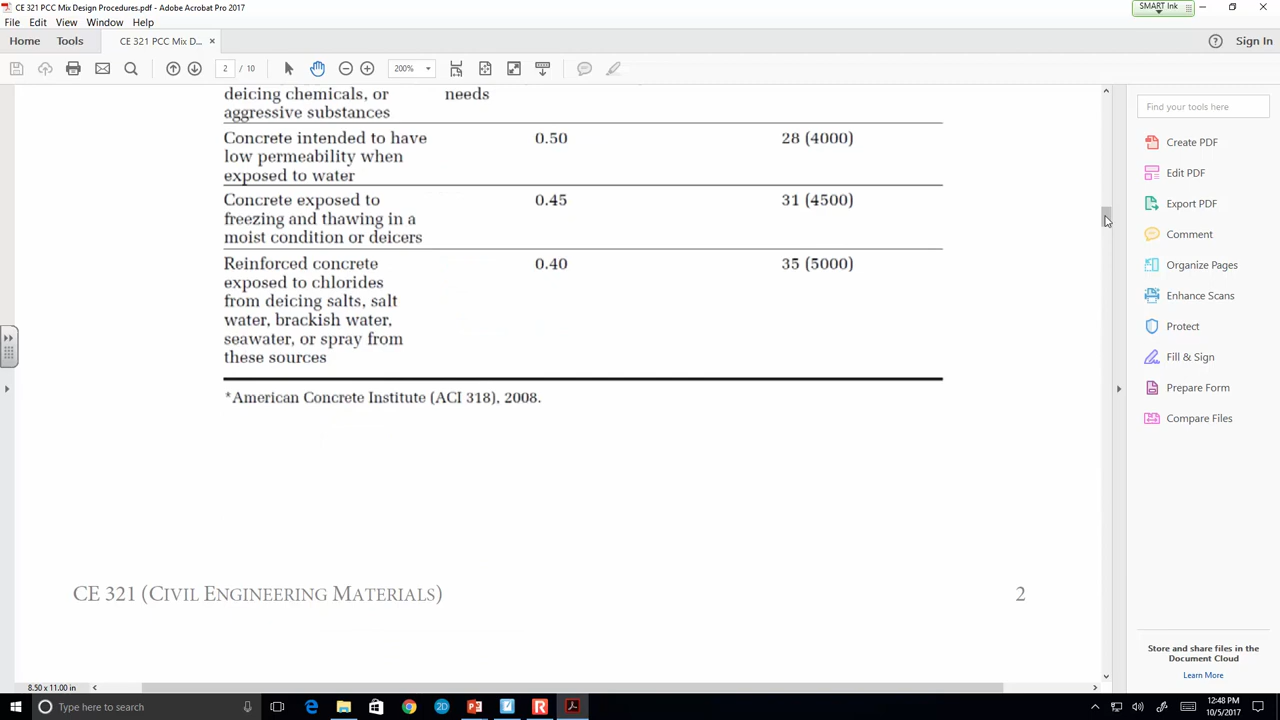 CE 321 PCC Mix Design Procedures.pdf - Adobe Acrobat Pro 2017
SMART Ink
File Edit View Window Help
Home Tools CE 321 PCC Mix D... × Sign In
2 / 10 200%
deicing chemicals, or needs
aggressive substances
Concrete intended to have 0.50 28 (4000)
low permeability when
exposed to water
Concrete exposed to 0.45 31 (4500)
freezing and thawing in a
moist condition or deicers
Reinforced concrete 0.40 35 (5000)
exposed to chlorides
from deicing salts, salt
water, brackish water,
seawater, or spray from
these sources
*American Concrete Institute (ACI 318), 2008.
CE 321 (CIVIL ENGINEERING MATERIALS) 2
Find your tools here
Create PDF
Edit PDF
Export PDF
Comment
Organize Pages
Enhance Scans
Protect
Fill & Sign
Prepare Form
Compare Files
Store and share files in the
Document Cloud
Learn More
8.50 x 11.00 in
Type here to search
12:48 PM
10/5/2017